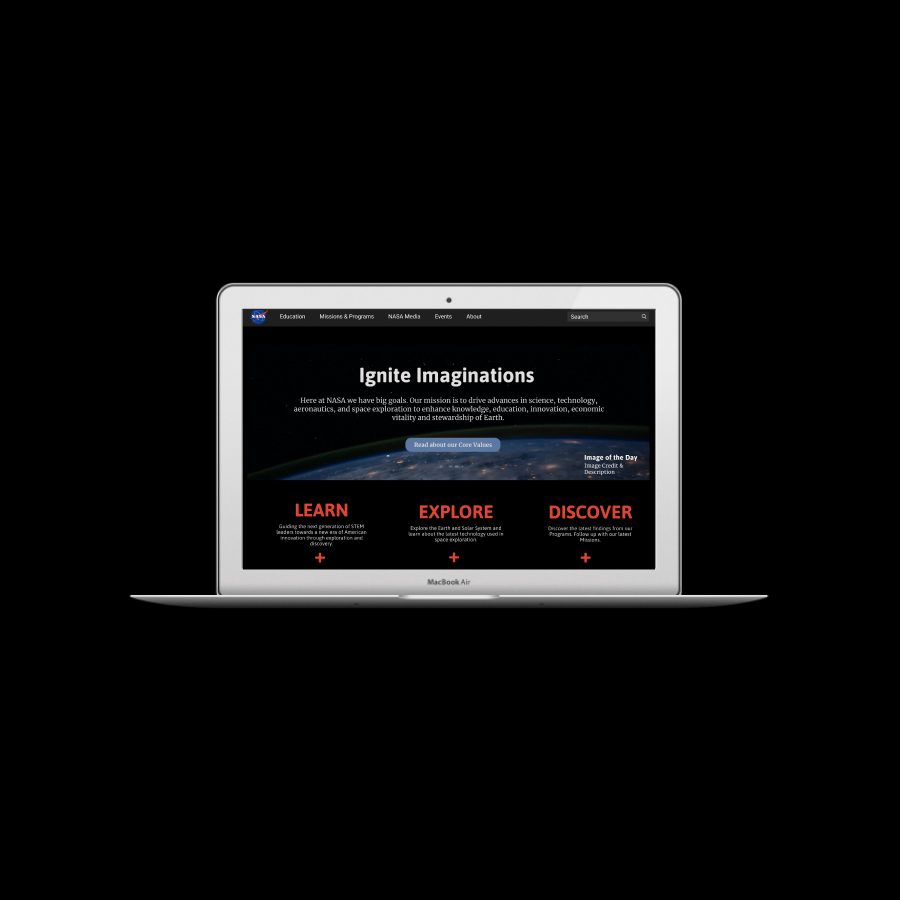 NASA
Education Missions & Programs NASA Media Events About Search
Ignite Imaginations
Here at NASA we have big goals. Our mission is to drive advances in science, technology,
aeronautics, and space exploration to enhance knowledge, education, innovation, economic
vitality and stewardship of Earth.
Read about our Core Values
Image of the Day
Image Credit &
Description
LEARN
Guiding the next generation of STEM
leaders towards a new era of American
innovation through exploration and
discovery.
+
EXPLORE
Explore the Earth and Solar System and
learn about the latest technology used in
space exploration.
+
DISCOVER
Discover the latest findings from our
Programs. Follow up with our latest
Missions.
+
MacBook Air